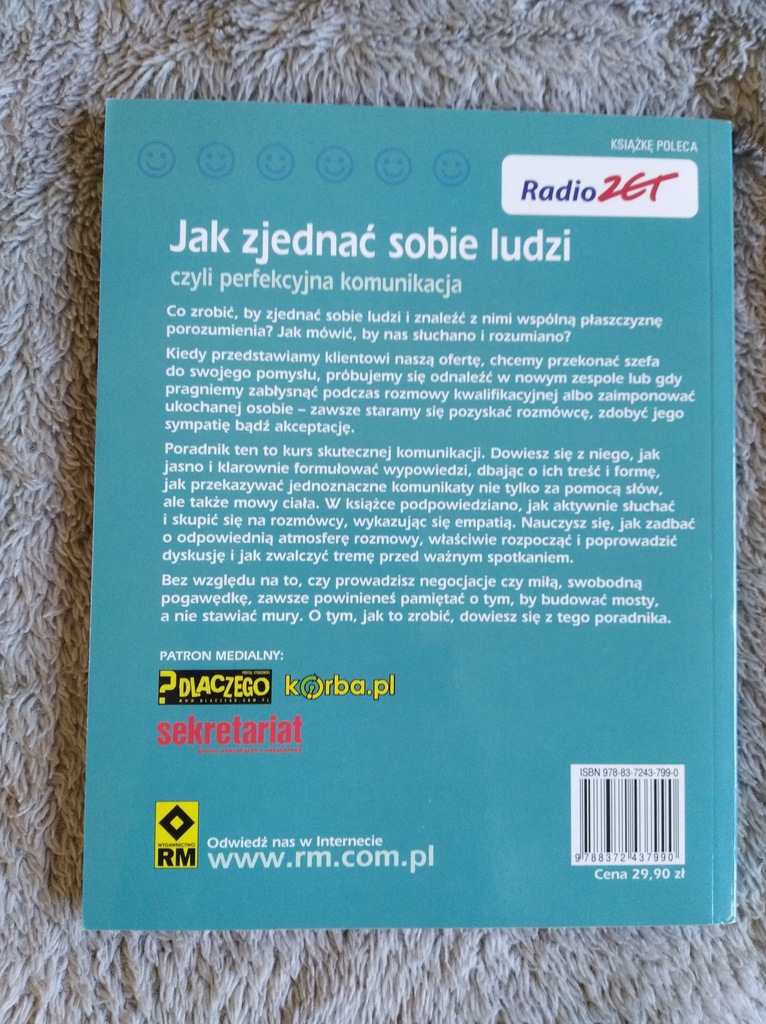 KSIĄŻKĘ POLECA
Radio ZET
Jak zjednać sobie ludzi
czyli perfekcyjna komunikacja
Co zrobić, by zjednać sobie ludzi i znaleźć z nimi wspólną płaszczyznę
porozumienia? Jak mówić, by nas słuchano i rozumiano?
Kiedy przedstawiamy klientowi naszą ofertę, chcemy przekonać szefa
do swojego pomysłu, próbujemy się odnaleźć w nowym zespole lub gdy
pragniemy zabłysnąć podczas rozmowy kwalifikacyjnej albo zaimponować
ukochanej osobie – zawsze staramy się pozyskać rozmówcę, zdobyć jego
sympatię bądź akceptację.
Poradnik ten to kurs skutecznej komunikacji. Dowiesz się z niego, jak
jasno i klarownie formułować wypowiedzi, dbając o ich treść i formę,
jak przekazywać jednoznaczne komunikaty nie tylko za pomocą słów,
ale także mowy ciała. W książce podpowiedziano, jak aktywnie słuchać
i skupić się na rozmówcy, wykazując się empatią. Nauczysz się, jak zadbać
o odpowiednią atmosferę rozmowy, właściwie rozpocząć i poprowadzić
dyskusję i jak zwalczyć tremę przed ważnym spotkaniem.
Bez względu na to, czy prowadzisz negocjacje czy miłą, swobodną
pogawędkę, zawsze powinieneś pamiętać o tym, by budować mosty,
a nie stawiać mury. O tym, jak to zrobić, dowiesz się z tego poradnika.
PATRON MEDIALNY:
PORTAL STUDENCKI
?DLACZEGO
WWW.DLACZEGO.COM.PL
korba.pl
sekretariat
WYDAWNICTWO
RM
Odwiedź nas w Internecie
www.rm.com.pl
ISBN 978-83-7243-799-0
9 788372 437990
Cena 29,90 zł